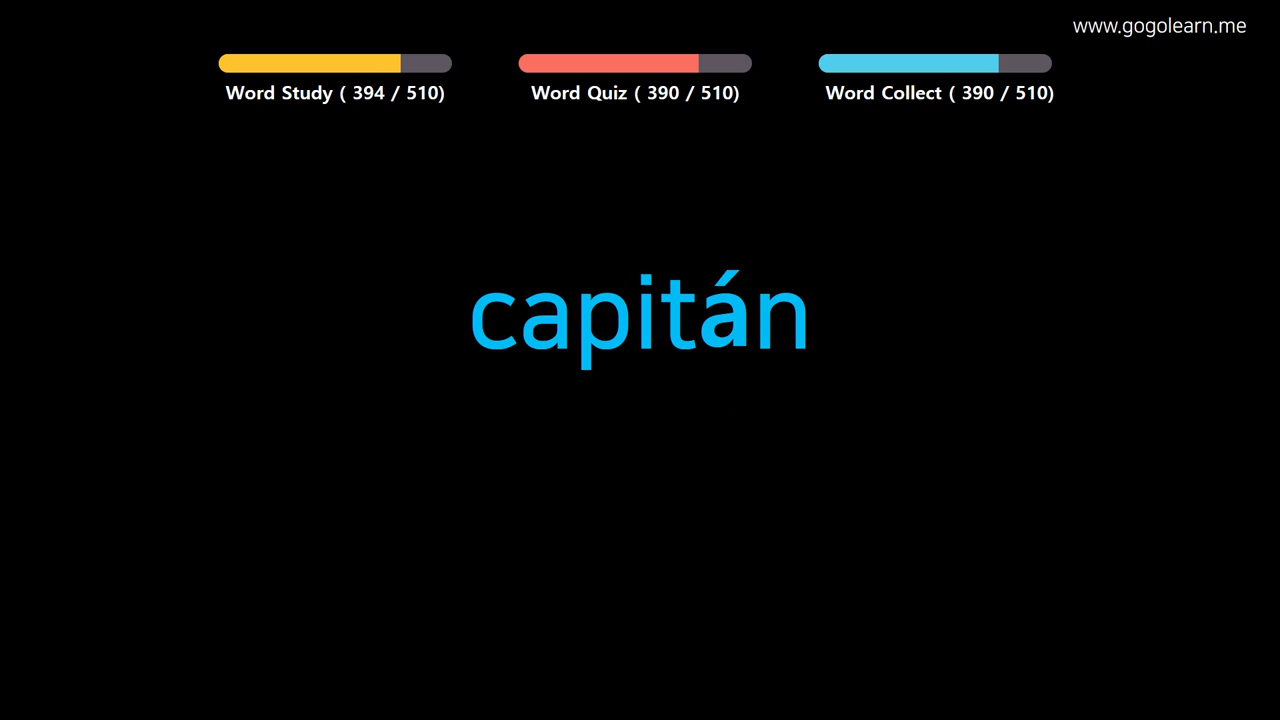 www.gogolearn.me
Word Study ( 394 / 510)
Word Quiz ( 390 / 510)
Word Collect ( 390 / 510)
capitán